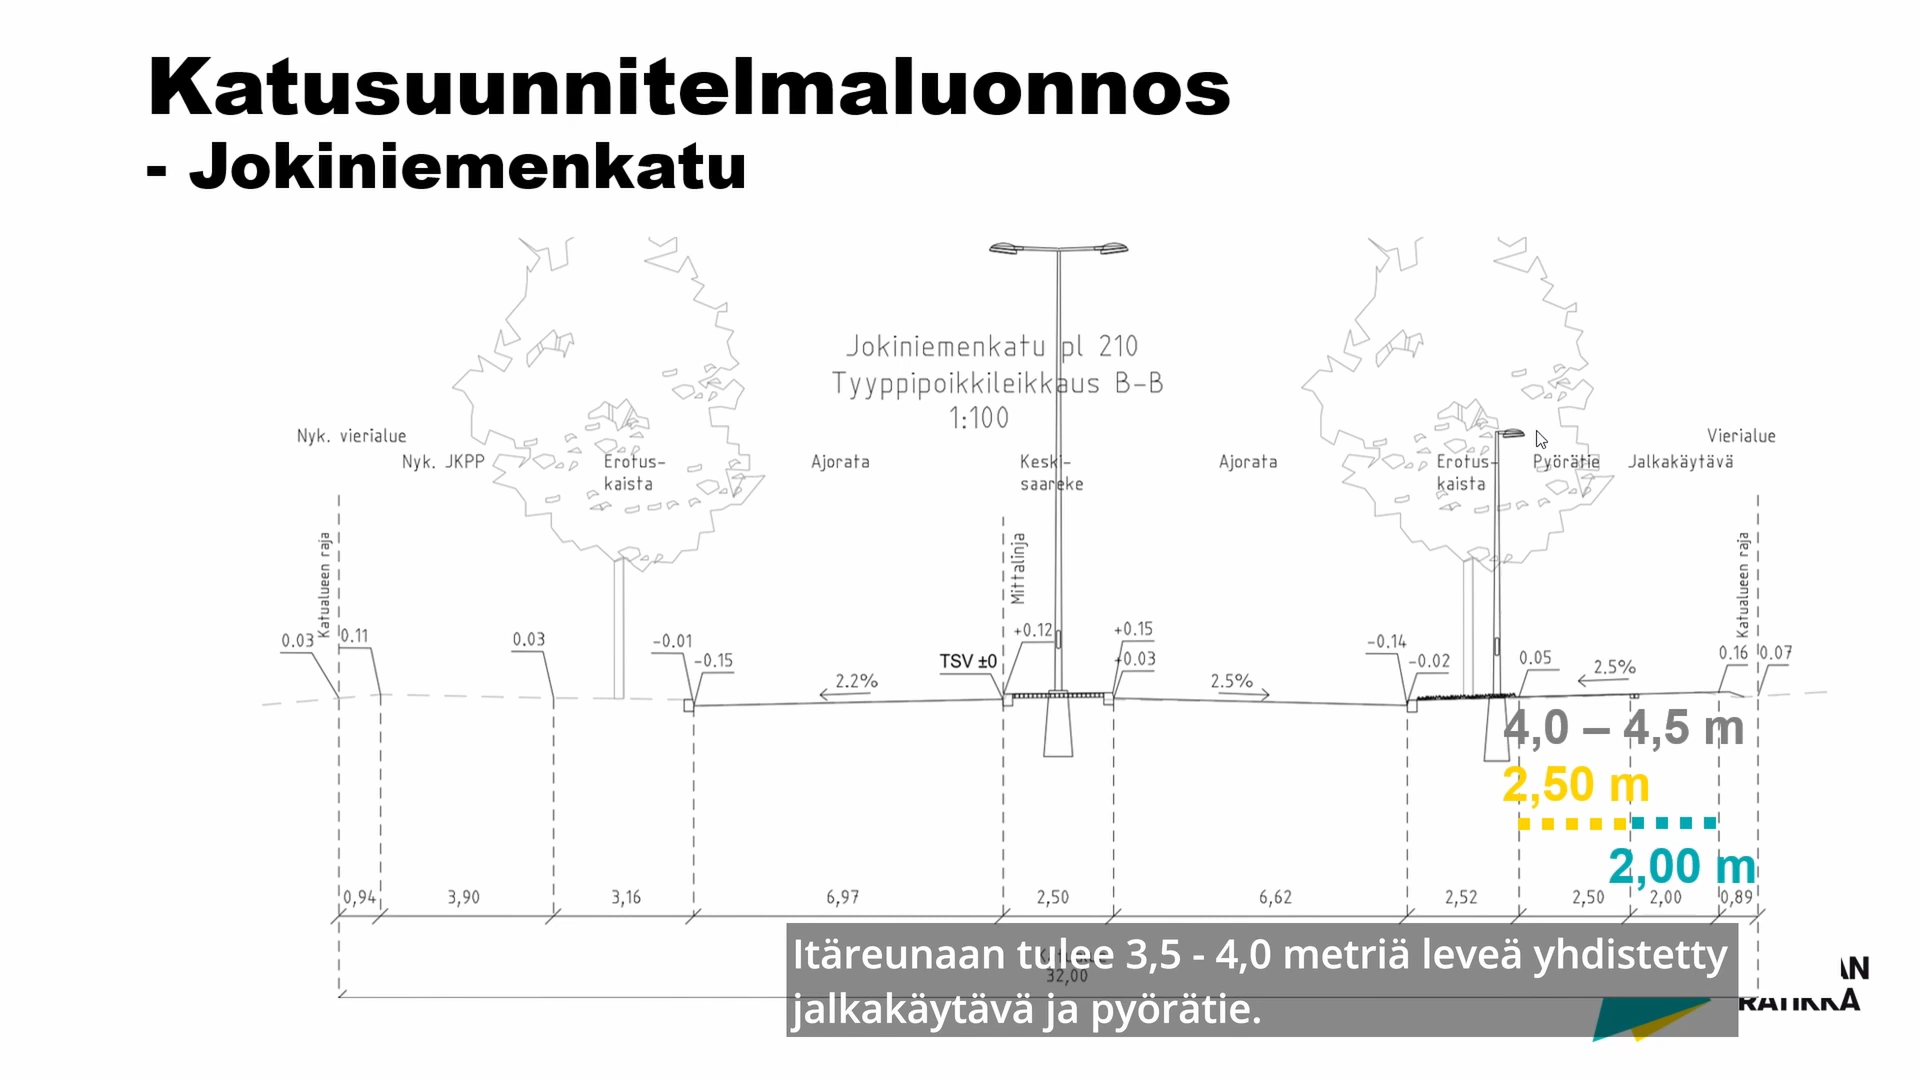 Katusuunnitelmaluonnos
- Jokiniemenkatu
Jokiniemenkatu pl 210
Tyyppipoikkileikkaus B-B
1:100
Nyk. vierialue
Nyk. JKPP
Erotus-
kaista
Ajorata
Keski-
saareke
Ajorata
Erotus-
kaista
Pyörätie
Jalkakäytävä
Vierialue
Katualueen raja
Mittalinja
Katualueen raja
0.03
0.11
0.03
-0.01
-0.15
2.2%
TSV ±0
+0.12
+0.15
+0.03
2.5%
-0.14
-0.02
0.05
2.5%
0.16
0.07
4,0 – 4,5 m
2,50 m
2,00 m
0,94
3,90
3,16
6,97
2,50
6,62
2,52
2,50
2,00
0,89
32,00
Itäreunaan tulee 3,5 - 4,0 metriä leveä yhdistetty
jalkakäytävä ja pyörätie.